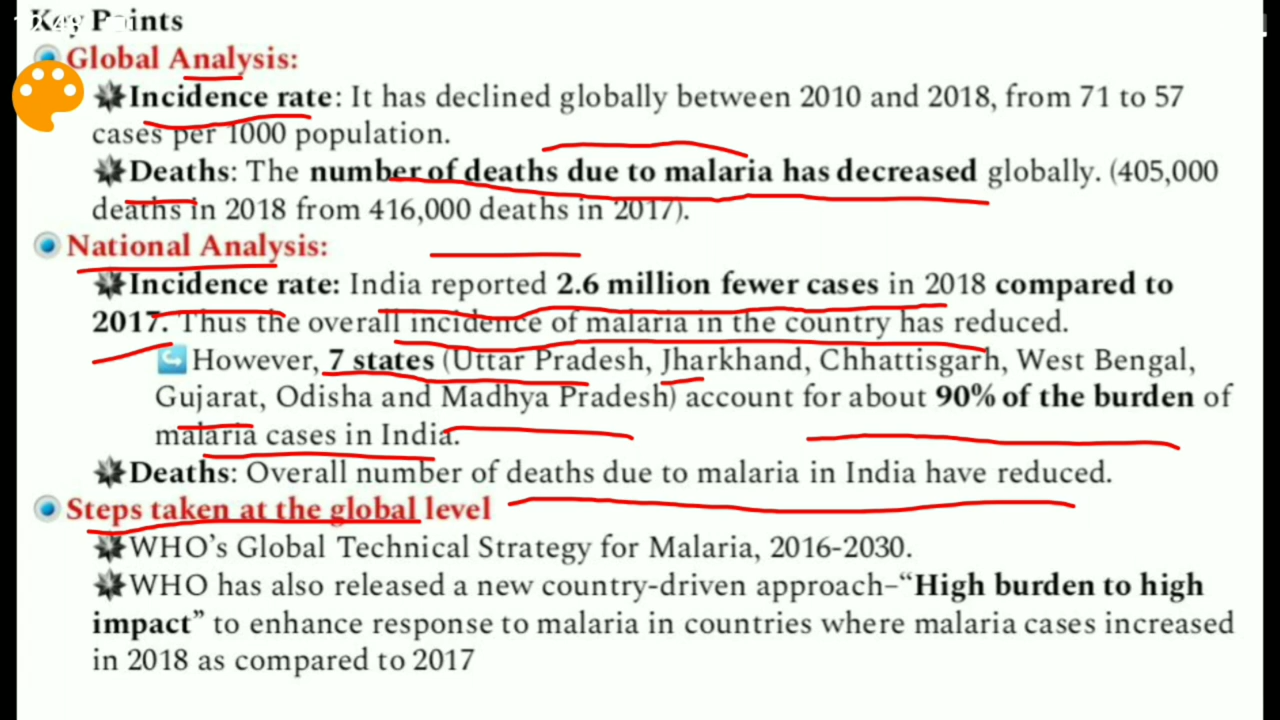 Key Points
Global Analysis:
Incidence rate: It has declined globally between 2010 and 2018, from 71 to 57
cases per 1000 population.
Deaths: The number of deaths due to malaria has decreased globally. (405,000
deaths in 2018 from 416,000 deaths in 2017).
National Analysis:
Incidence rate: India reported 2.6 million fewer cases in 2018 compared to
2017. Thus the overall incidence of malaria in the country has reduced.
However, 7 states (Uttar Pradesh, Jharkhand, Chhattisgarh, West Bengal,
Gujarat, Odisha and Madhya Pradesh) account for about 90% of the burden of
malaria cases in India.
Deaths: Overall number of deaths due to malaria in India have reduced.
Steps taken at the global level
WHO’s Global Technical Strategy for Malaria, 2016-2030.
WHO has also released a new country-driven approach–“High burden to high
impact” to enhance response to malaria in countries where malaria cases increased
in 2018 as compared to 2017